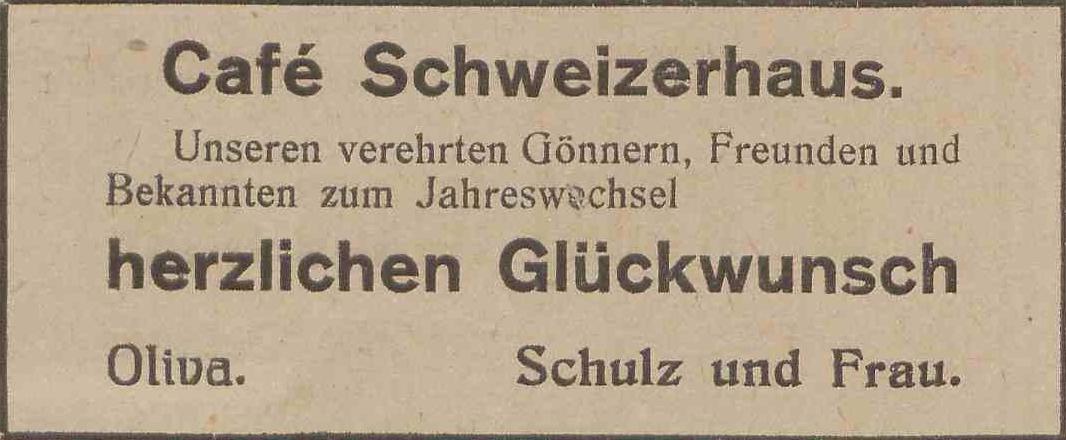 Café Schweizerhaus.
Unseren verehrten Gönnern, Freunden und
Bekannten zum Jahreswechsel
herzlichen Glückwunsch
Oliva. Schulz und Frau.